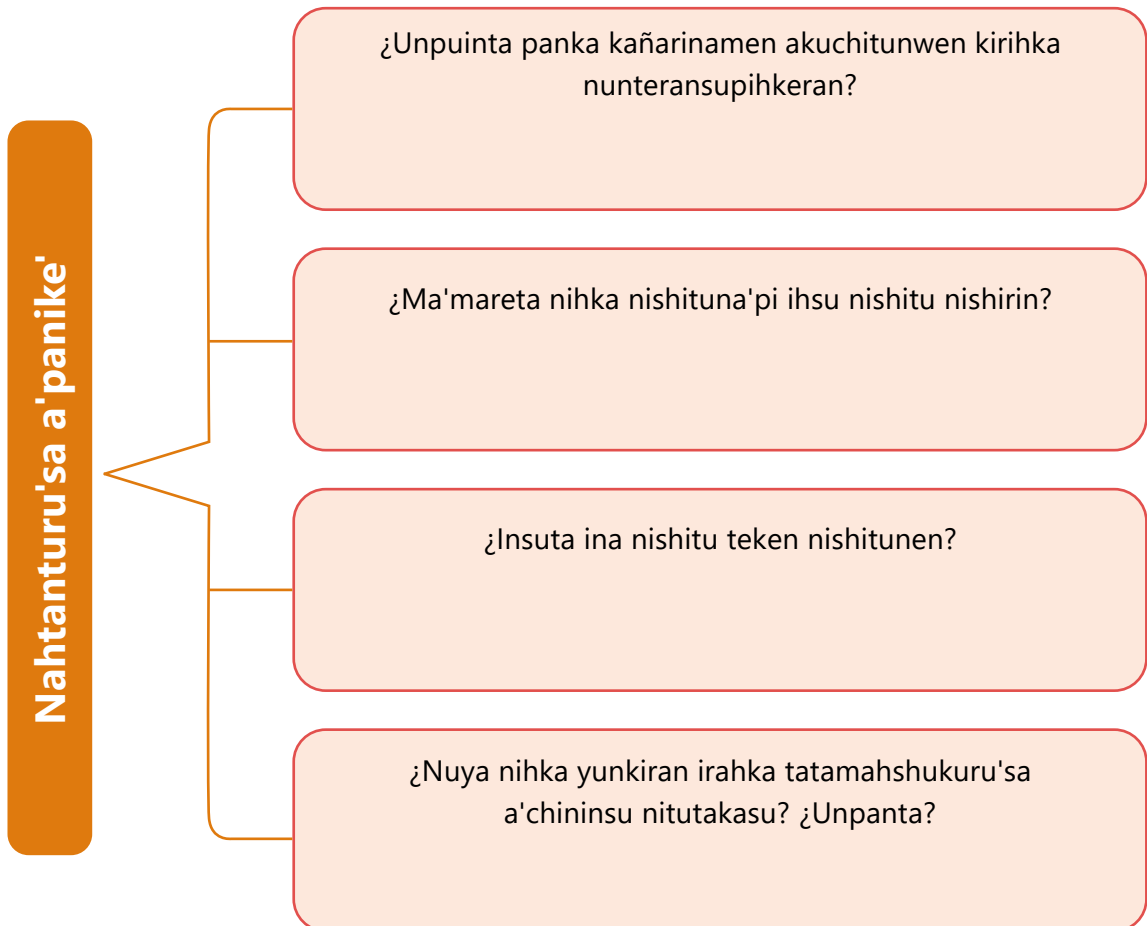 Nahtanturu'sa a'panike'
¿Unpuinta panka kañarinamen akuchitunwen kirihka
nunteransupihkeran?
¿Ma'mareta nihka nishituna'pi ihsu nishitu nishirin?
¿Insuta ina nishitu teken nishitunen?
¿Nuya nihka yunkiran irahka tatamahshukuru'sa
a'chininsu nitutakasu? ¿Unpanta?